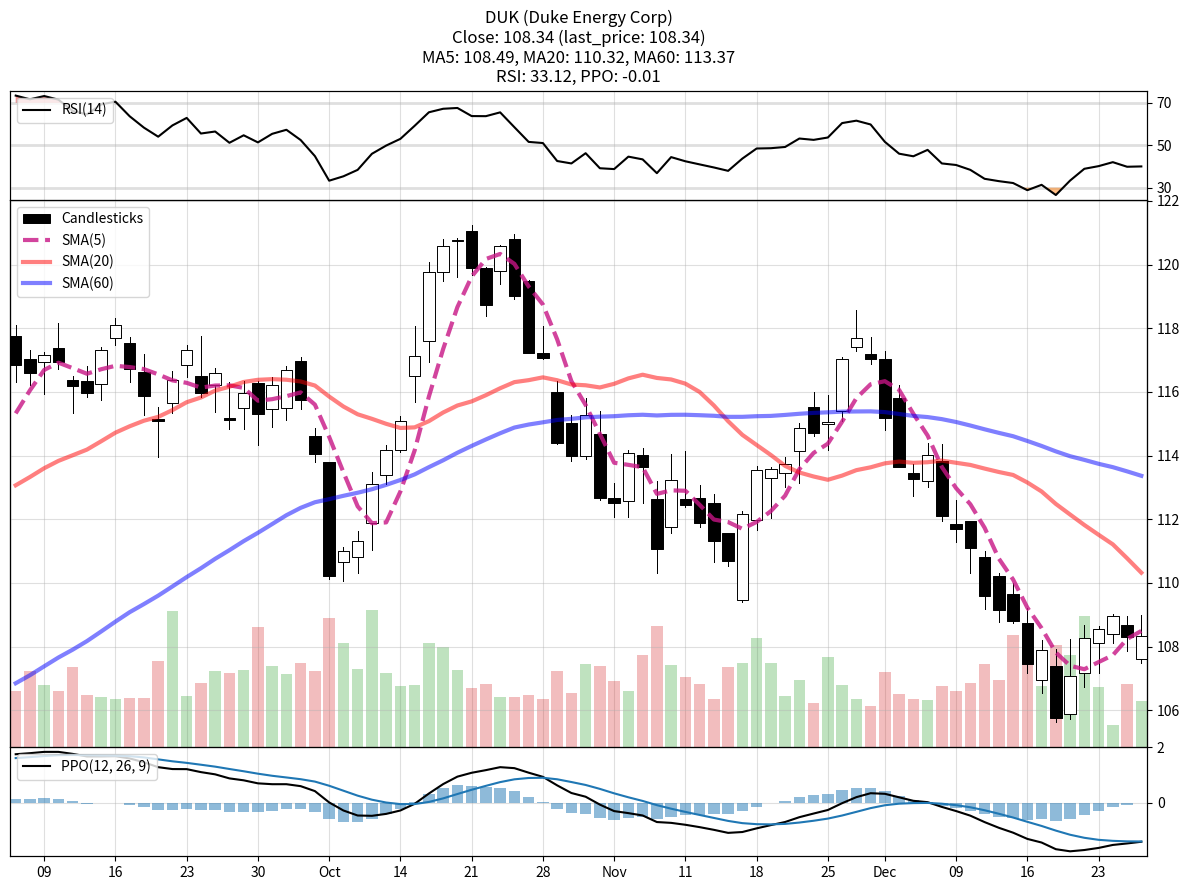 DUK (Duke Energy Corp)
Close: 108.34 (last_price: 108.34)
MA5: 108.49, MA20: 110.32, MA60: 113.37
RSI: 33.12, PPO: -0.01
RSI(14)
70
50
30
122
120
118
116
114
112
110
108
106
Candlesticks
SMA(5)
SMA(20)
SMA(60)
PPO(12, 26, 9)
2
0
09 16 23 30 Oct 14 21 28 Nov 11 18 25 Dec 09 16 23